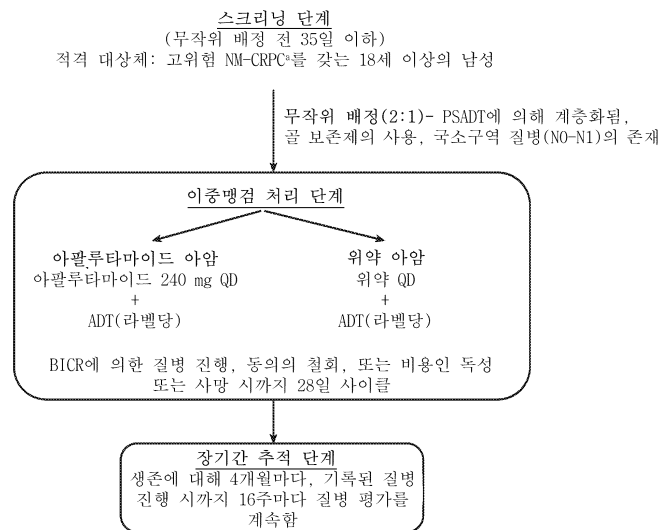 스크리닝 단계
(무작위 배정 전 35일 이하)
적격 대상체: 고위험 NM-CRPCª를 갖는 18세 이상의 남성
무작위 배정(2:1)- PSADT에 의해 계층화됨,
골 보존제의 사용, 국소구역 질병(N0-N1)의 존재
이중맹검 처리 단계
아팔루타마이드 아암
아팔루타마이드 240 mg QD
+
ADT(라벨당)
위약 아암
위약 QD
+
ADT(라벨당)
BICR에 의한 질병 진행, 동의의 철회, 또는 비용인 독성
또는 사망 시까지 28일 사이클
장기간 추적 단계
생존에 대해 4개월마다, 기록된 질병
진행 시까지 16주마다 질병 평가를
계속함